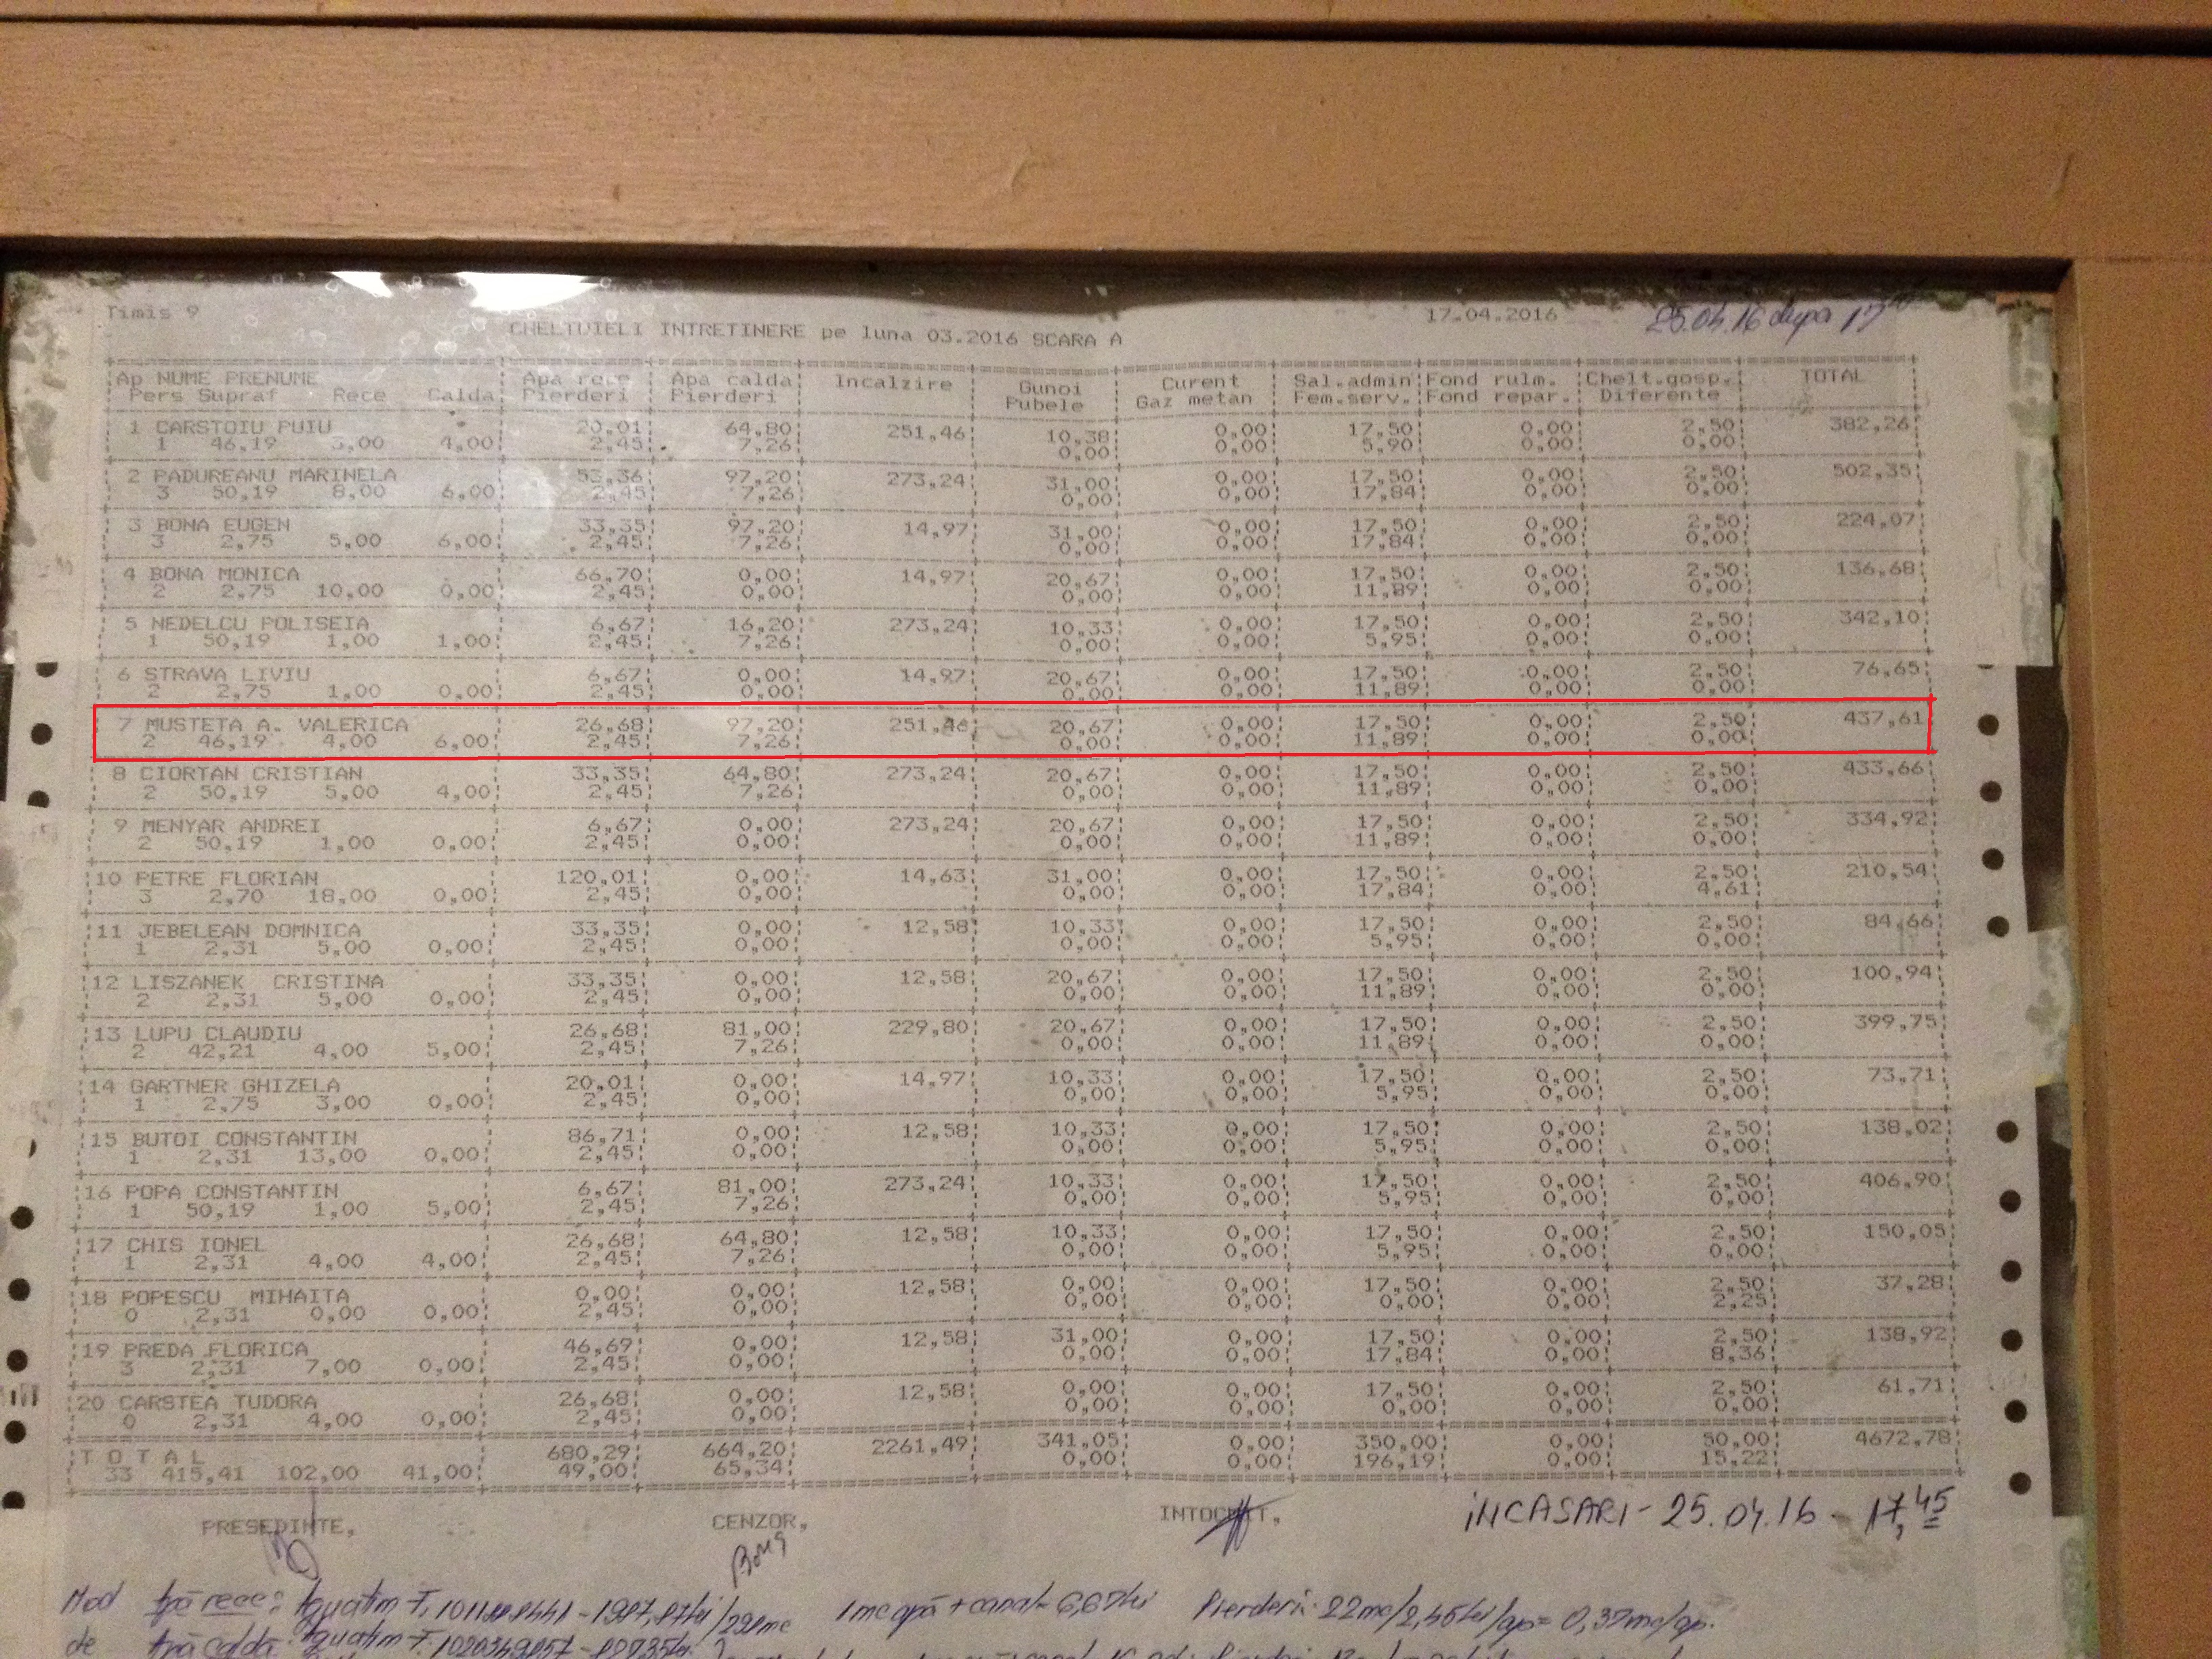 Timis 9
17.04.2016
25.04.16 dupa 17
CHELTUIELI INTRETINERE pe luna 03.2016 SCARA A
Ap NUME PRENUME Apa rece Apa calda Incalzire Gunoi Curent Sal.admin Fond rulm. Chelt.gosp. TOTAL
Pers Supraf Rece Calda Pierderi Pierderi Pubele Gaz metan Fem.serv. Fond repar. Diferente
1 CARSTOIU PUIU 20,01 64,80 251,46 10,38 0,00 17,50 0,00 2,50 382,26
1 46,19 3,00 4,00 2,45 7,26 0,00 0,00 5,90 0,00 0,00
2 PADUREANU MARINELA 53,36 97,20 273,24 31,00 0,00 17,50 0,00 2,50 502,35
3 50,19 8,00 6,00 2,45 7,26 0,00 0,00 17,84 0,00 0,00
3 BONA EUGEN 33,35 97,20 14,97 31,00 0,00 17,50 0,00 2,50 224,07
3 2,75 5,00 6,00 2,45 7,26 0,00 0,00 17,84 0,00 0,00
4 BONA MONICA 66,70 0,00 14,97 20,67 0,00 17,50 0,00 2,50 136,68
2 2,75 10,00 0,00 2,45 0,00 0,00 0,00 11,89 0,00 0,00
5 NEDELCU POLISEIA 6,67 16,20 273,24 10,33 0,00 17,50 0,00 2,50 342,10
1 50,19 1,00 1,00 2,45 7,26 0,00 0,00 5,95 0,00 0,00
6 STRAVA LIVIU 6,67 0,00 14,97 20,67 0,00 17,50 0,00 2,50 76,65
2 2,75 1,00 0,00 2,45 0,00 0,00 0,00 11,89 0,00 0,00
7 MUSTETA A. VALERICA 26,68 97,20 251,46 20,67 0,00 17,50 0,00 2,50 437,61
2 46,19 4,00 6,00 2,45 7,26 0,00 0,00 11,89 0,00 0,00
8 CIORTAN CRISTIAN 33,35 64,80 273,24 20,67 0,00 17,50 0,00 2,50 433,66
2 50,19 5,00 4,00 2,45 7,26 0,00 0,00 11,89 0,00 0,00
9 MENYAR ANDREI 6,67 0,00 273,24 20,67 0,00 17,50 0,00 2,50 334,92
2 50,19 1,00 0,00 2,45 0,00 0,00 0,00 11,89 0,00 0,00
10 PETRE FLORIAN 120,01 0,00 14,63 31,00 0,00 17,50 0,00 2,50 210,54
3 2,70 18,00 0,00 2,45 0,00 0,00 0,00 17,84 0,00 4,61
11 JEBELEAN DOMNICA 33,35 0,00 12,58 10,33 0,00 17,50 0,00 2,50 84,66
1 2,31 5,00 0,00 2,45 0,00 0,00 0,00 5,95 0,00 0,00
12 LISZANEK CRISTINA 33,35 0,00 12,58 20,67 0,00 17,50 0,00 2,50 100,94
2 2,31 5,00 0,00 2,45 0,00 0,00 0,00 11,89 0,00 0,00
13 LUPU CLAUDIU 26,68 81,00 229,80 20,67 0,00 17,50 0,00 2,50 399,75
2 42,21 4,00 5,00 2,45 7,26 0,00 0,00 11,89 0,00 0,00
14 GARTNER GHIZELA 20,01 0,00 14,97 10,33 0,00 17,50 0,00 2,50 73,71
1 2,75 3,00 0,00 2,45 0,00 0,00 0,00 5,95 0,00 0,00
15 BUTOI CONSTANTIN 86,71 0,00 12,58 10,33 0,00 17,50 0,00 2,50 138,02
1 2,31 13,00 0,00 2,45 0,00 0,00 0,00 5,95 0,00 0,00
16 POPA CONSTANTIN 6,67 81,00 273,24 10,33 0,00 17,50 0,00 2,50 406,90
1 50,19 1,00 5,00 2,45 7,26 0,00 0,00 5,95 0,00 0,00
17 CHIS IONEL 26,68 64,80 12,58 10,33 0,00 17,50 0,00 2,50 150,05
1 2,31 4,00 4,00 2,45 7,26 0,00 0,00 5,95 0,00 0,00
18 POPESCU MIHAITA 0,00 0,00 12,58 0,00 0,00 17,50 0,00 2,50 37,28
0 2,31 0,00 0,00 2,45 0,00 0,00 0,00 0,00 0,00 2,25
19 PREDA FLORICA 46,69 0,00 12,58 31,00 0,00 17,50 0,00 2,50 138,92
3 2,31 7,00 0,00 2,45 0,00 0,00 0,00 17,84 0,00 8,36
20 CARSTEA TUDORA 26,68 0,00 12,58 0,00 0,00 17,50 0,00 2,50 61,71
0 2,31 4,00 0,00 2,45 0,00 0,00 0,00 0,00 0,00 0,00
T O T A L 680,29 664,20 2261,49 341,05 0,00 350,00 0,00 50,00 4672,78
33 415,41 102,00 41,00 49,00 65,34 0,00 0,00 196,19 0,00 15,22
PRESEDINTE, CENZOR, INTOCMIT, INCASARI - 25.04.16 - 17,45
Bona
Mod apă rece: Aquatim F. 1987,87lei/298mc 1mc apă + canal = 6,67lei Pierderi: 22mc/2,45lei/ap = 0,37mc/ap.
de apă caldă: Aquatim F.